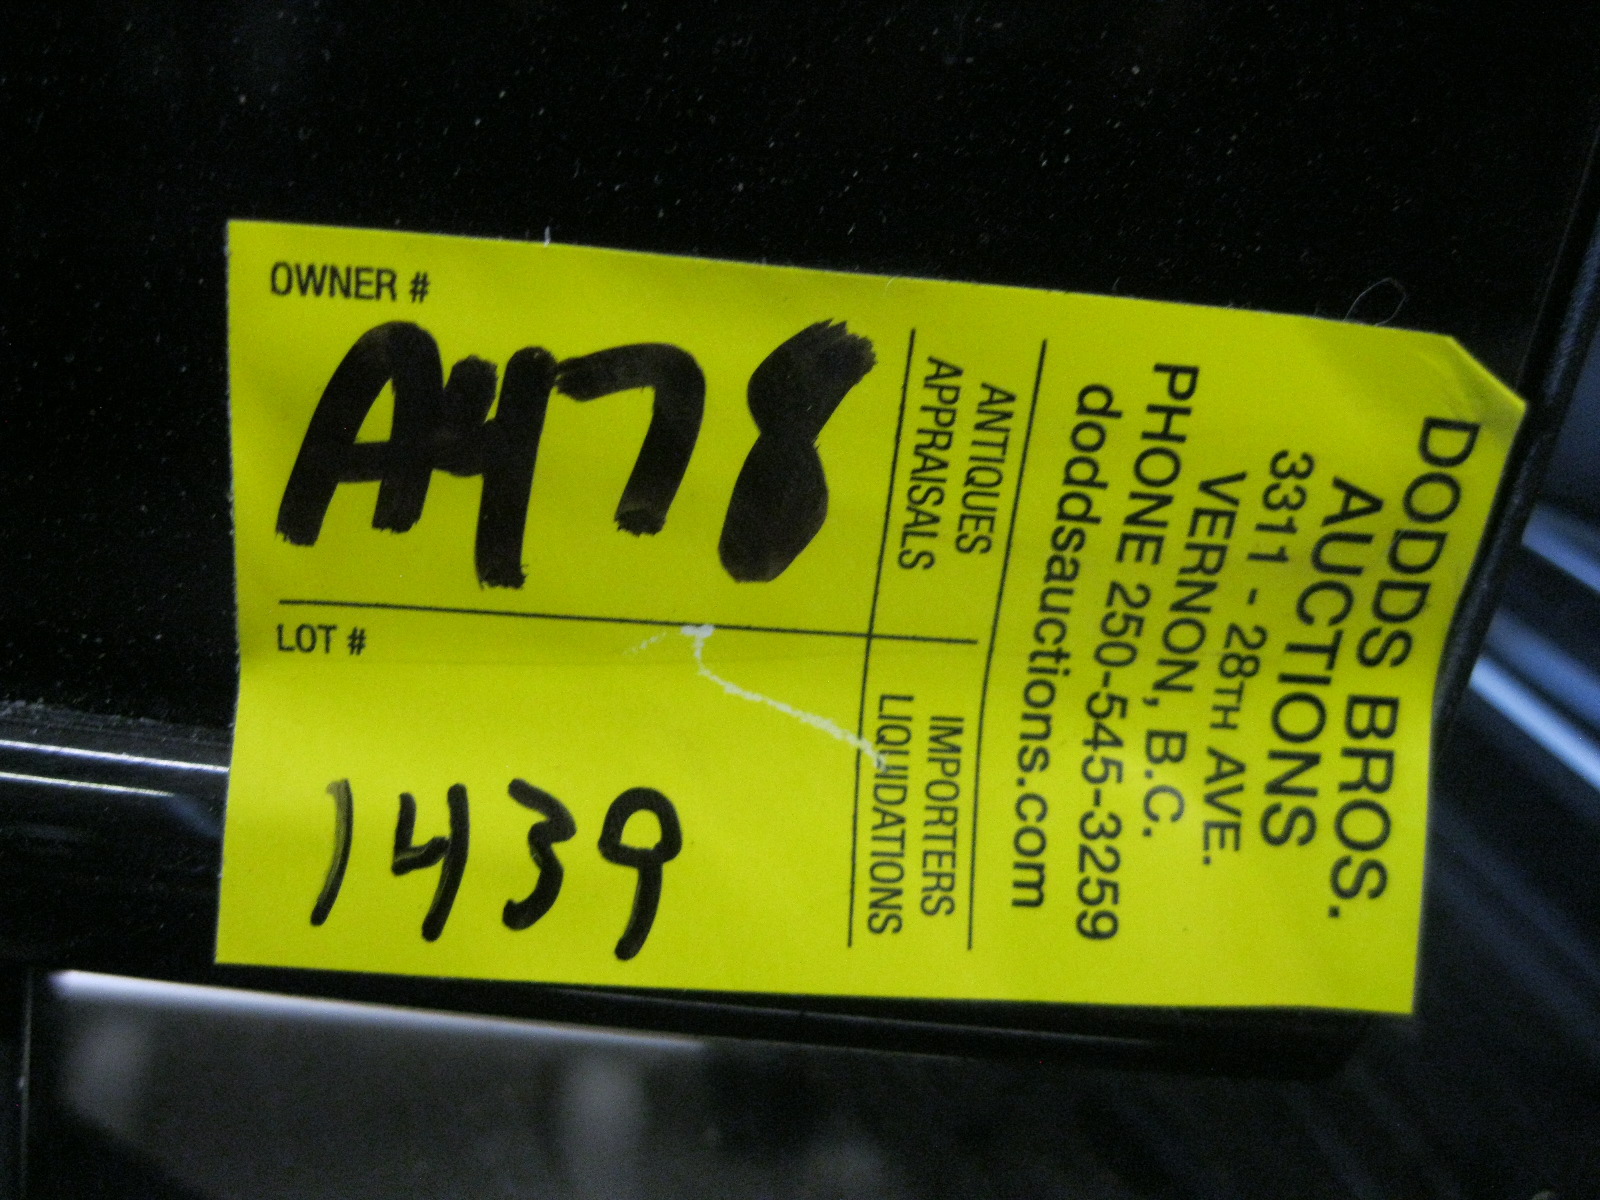 OWNER #
A478
LOT #
1439
DODDS BROS.
AUCTIONS
3311 - 28TH AVE.
VERNON, B.C.
PHONE 250-545-3259
doddsauctions.com
ANTIQUES
APPRAISALS
IMPORTERS
LIQUIDATIONS